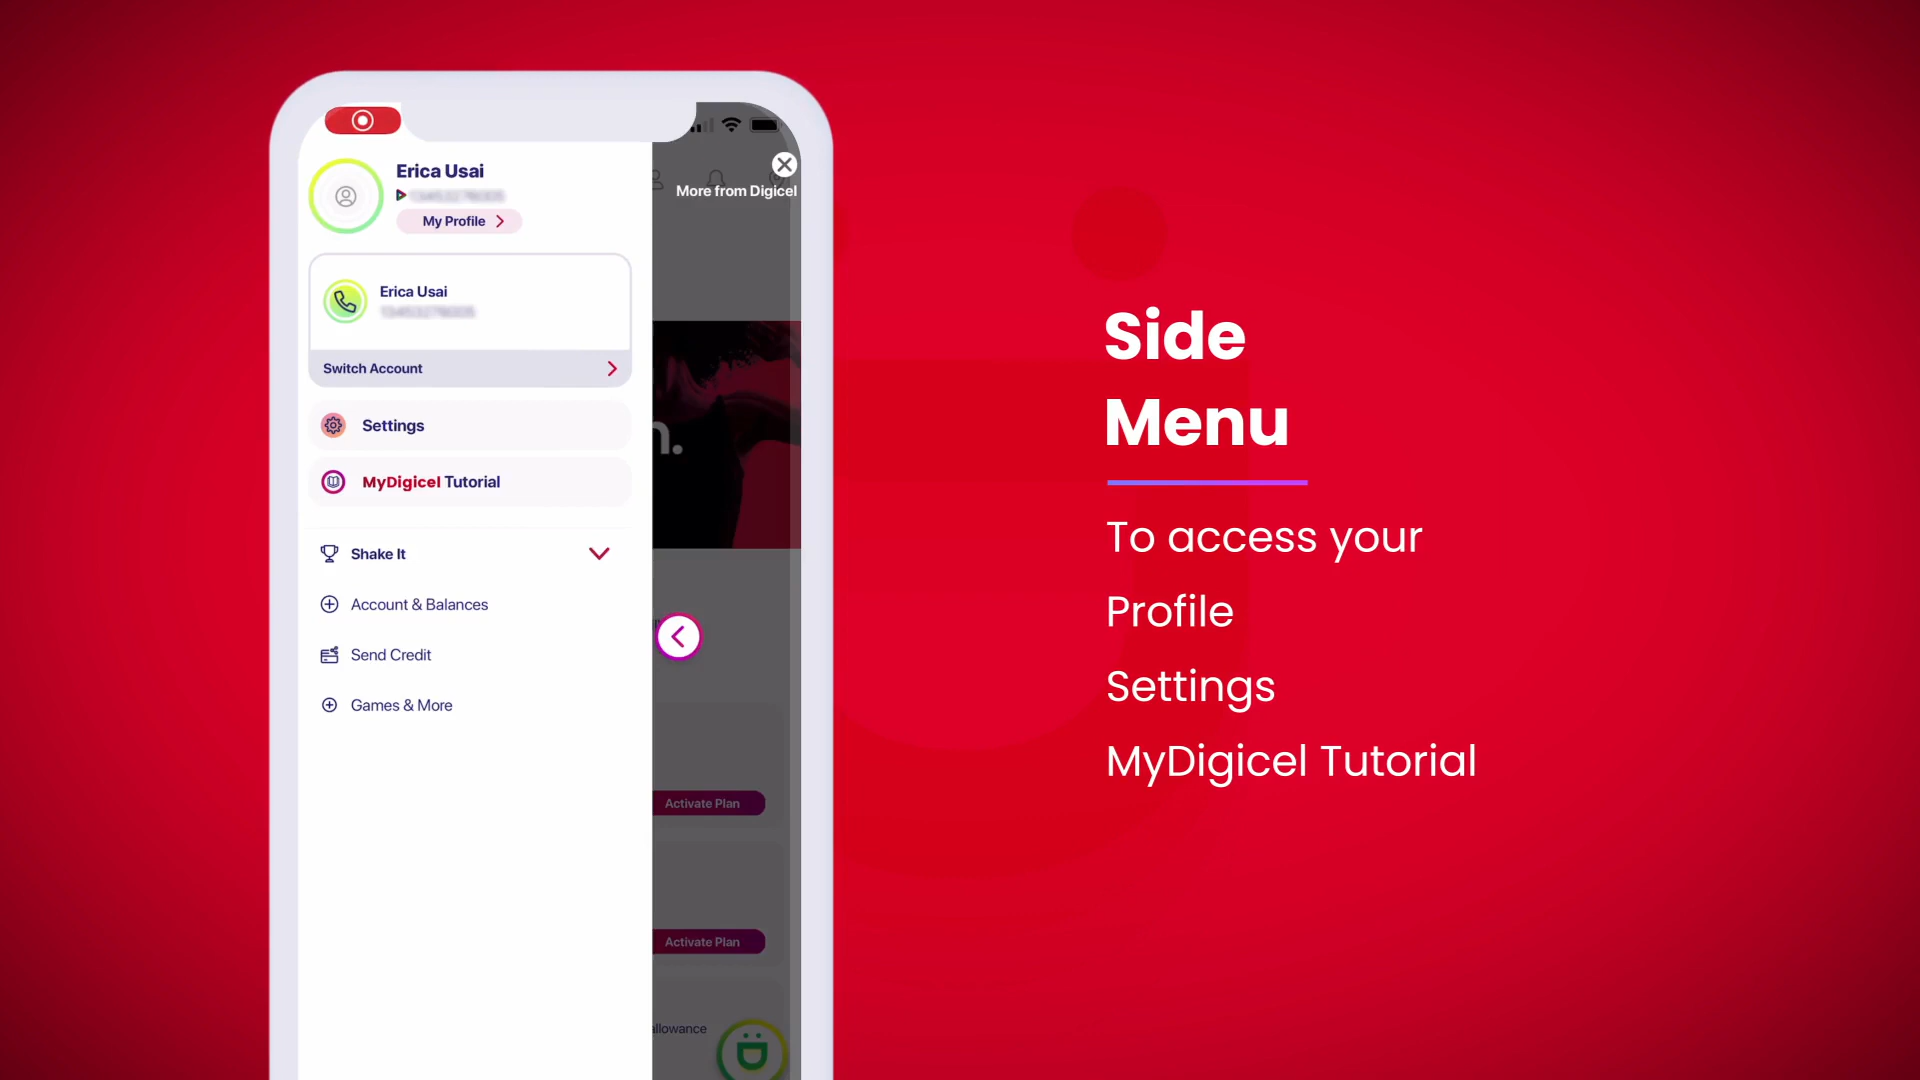 Erica Usai
My Profile
More from Digicel
Erica Usai
Switch Account
Settings
MyDigicel Tutorial
Shake It
Account & Balances
Send Credit
Games & More
Activate Plan
Activate Plan
Side
Menu
To access your
Profile
Settings
MyDigicel Tutorial